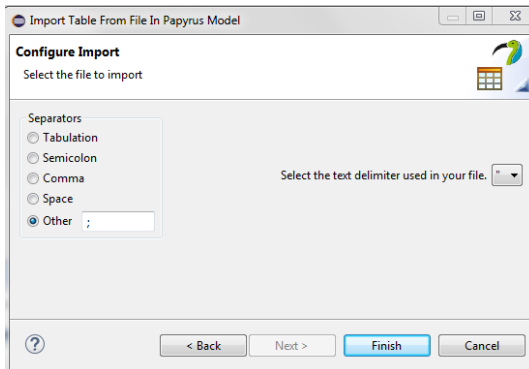 Import Table From File In Papyrus Model
Configure Import
Select the file to import
Separators
Tabulation
Semicolon
Comma
Space
Other ;
Select the text delimiter used in your file. "
?
< Back Next > Finish Cancel